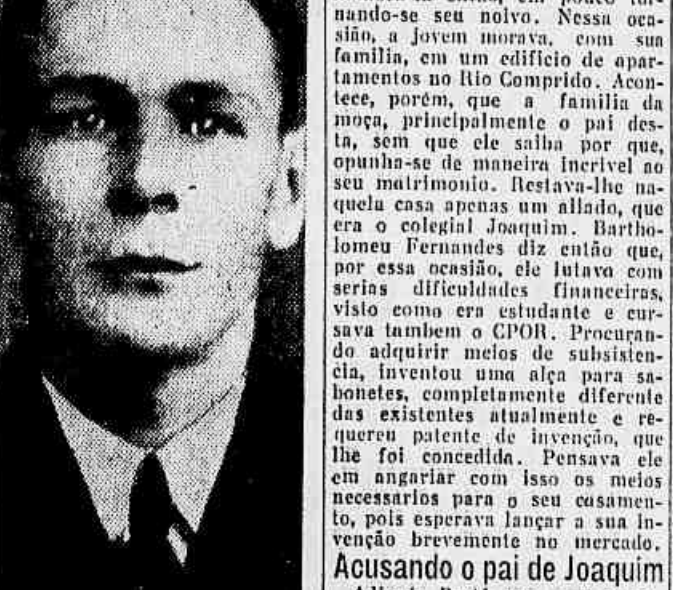 nando-se seu noivo. Nessa oca-
sião, a jovem morava, com sua
familia, em um edificio de apar-
tamentos no Rio Comprido. Acon-
tece, porém, que a familia da
moça, principalmente o pai des-
ta, sem que ele saiba por que,
opunha-se de maneira incrivel ao
seu matrimonio. Restava-lhe na-
quela casa apenas um aliado, que
era o colegial Joaquim. Bartho-
lomeu Fernandes diz então que,
por essa ocasião, ele lutava com
serias dificuldades financeiras,
visto como era estudante e cur-
sava tambem o CPOR. Procuran-
do adquirir meios de subsisten-
cia, inventou uma alça para sa-
bonetes, completamente diferente
das existentes atualmente e re-
quereu patente de invenção, que
lhe foi concedida. Pensava ele
em angariar com isso os meios
necessarios para o seu casamen-
to, pois esperava lançar a sua in-
venção brevemente no mercado.
Acusando o pai de Joaquim